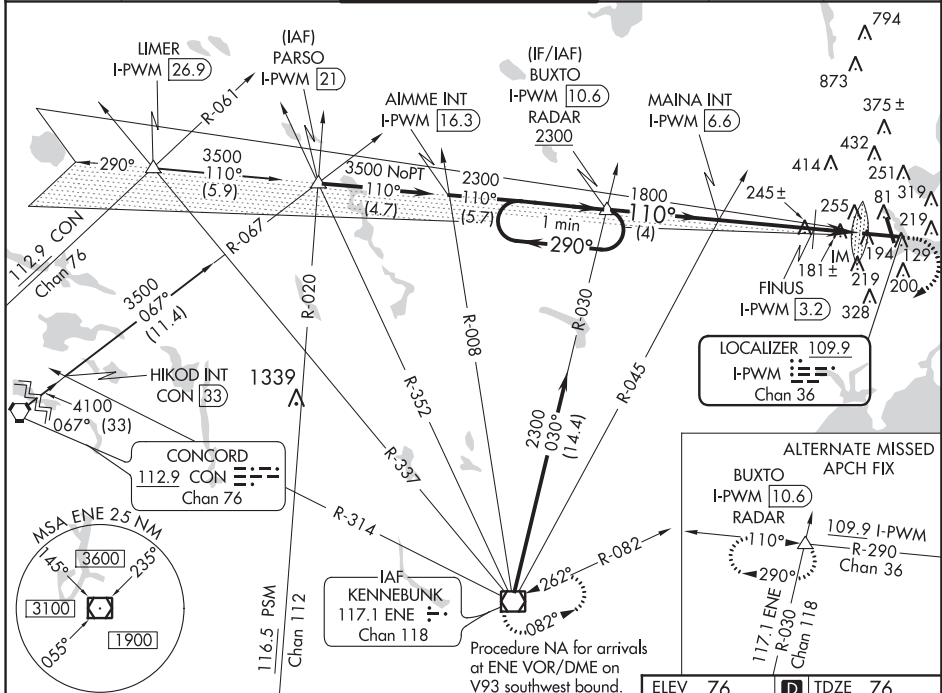 794
873
375 ±
432
414
251
319
245 ±
255
81
219
181 ±
IM
194
129
219
200
328
LIMER
I-PWM 26.9
(IAF)
PARSO
I-PWM 21
AIMME INT
I-PWM 16.3
(IF/IAF)
BUXTO
I-PWM 10.6
RADAR
2300
MAINA INT
I-PWM 6.6
R-061
290°
3500
110°
(5.9)
3500 NoPT
110°
(4.7)
2300
110°
(5.7)
1 min
290°
1800
110°
(4)
FINUS
I-PWM 3.2
112.9 CON
Chan 76
R-067
R-020
R-008
R-030
R-045
3500
067°
(11.4)
LOCALIZER 109.9
I-PWM
Chan 36
HIKOD INT
CON 33
1339
4100
067° (33)
R-352
R-337
2300
030°
(14.4)
CONCORD
112.9 CON
Chan 76
R-314
MSA ENE 25 NM
145°
3600
235°
3100
055°
1900
116.5 PSM
Chan 112
IAF
KENNEBUNK
117.1 ENE
Chan 118
262°
R-082
082°
Procedure NA for arrivals
at ENE VOR/DME on
V93 southwest bound.
ALTERNATE MISSED
APCH FIX
BUXTO
I-PWM 10.6
RADAR
110°
290°
109.9 I-PWM
R-290
Chan 36
117.1 ENE
R-030
Chan 118
ELEV 76
D TDZE 76